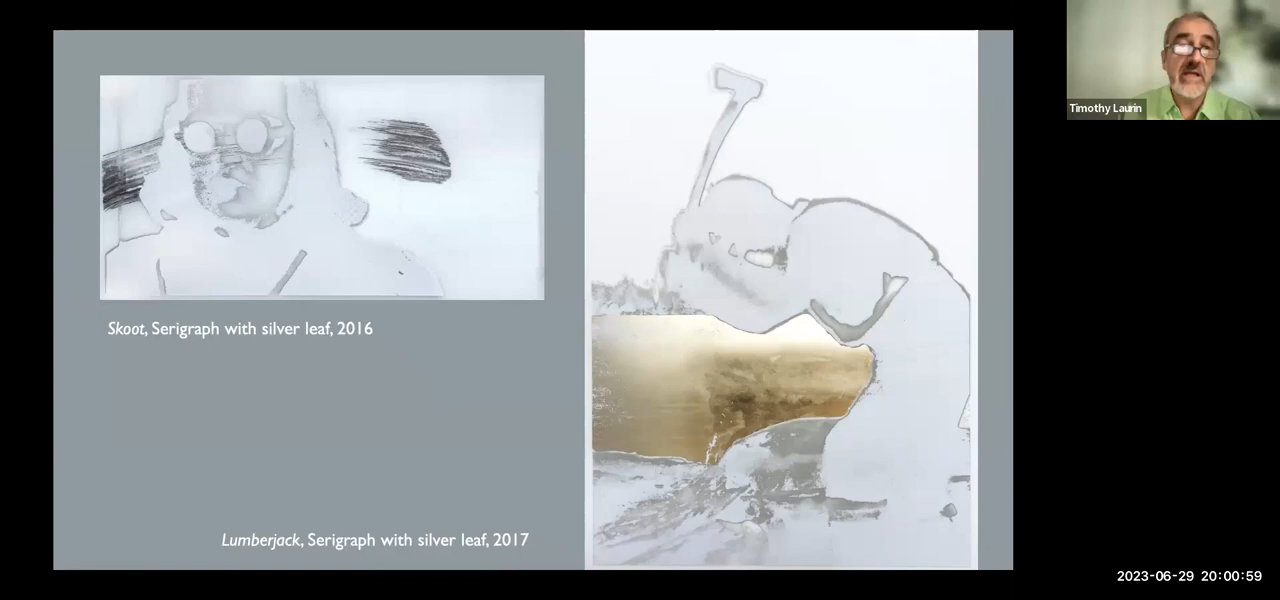 Timothy Laurin
Skoot, Serigraph with silver leaf, 2016
Lumberjack, Serigraph with silver leaf, 2017
2023-06-29 20:00:59